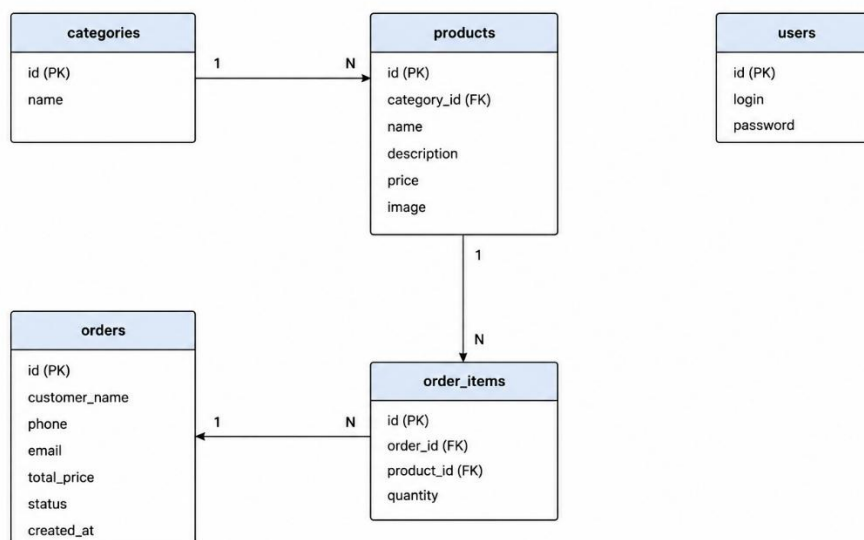 categories
id (PK)
name
1
N
products
id (PK)
category_id (FK)
name
description
price
image
users
id (PK)
login
password
1
N
orders
id (PK)
customer_name
phone
email
total_price
status
created_at
1
N
order_items
id (PK)
order_id (FK)
product_id (FK)
quantity